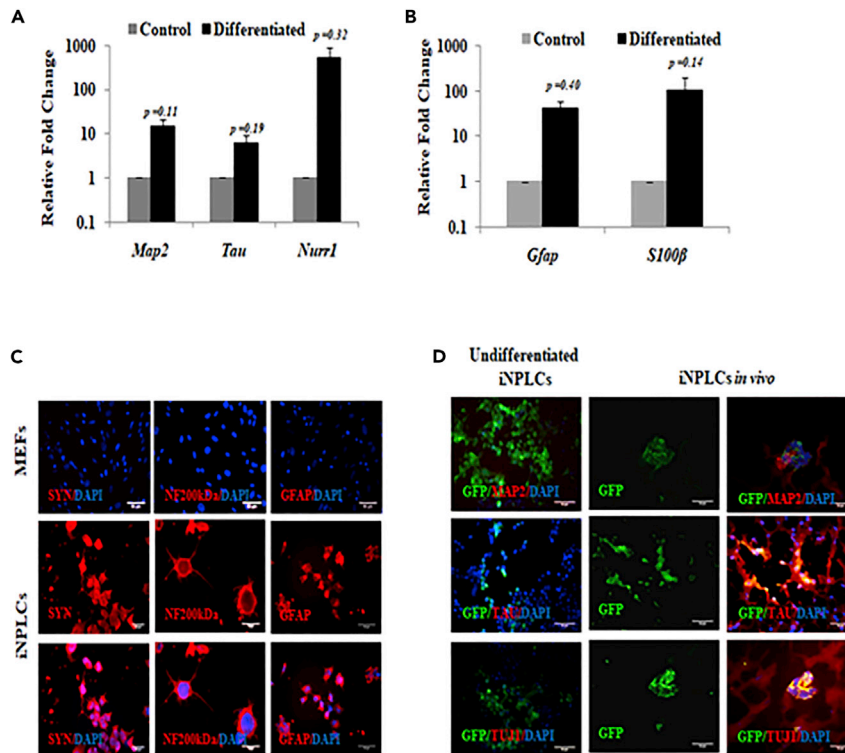 A
Control Differentiated
Relative Fold Change
1000
100
10
1
0.1
p =0.11
p =0.19
p =0.32
Map2 Tau Nurr1
B
Control Differentiated
Relative Fold Change
1000
100
10
1
0.1
p =0.40
p =0.14
Gfap S100β
C
MEFs
SYN/DAPI NF200kDa/DAPI GFAP/DAPI
iNPLCs
SYN NF200kDa GFAP
SYN/DAPI NF200kDa/DAPI GFAP/DAPI
D
Undifferentiated
iNPLCs
iNPLCs in vivo
GFP/MAP2/DAPI GFP GFP/MAP2/DAPI
GFP/TAU/DAPI GFP GFP/TAU/DAPI
GFP/TUJ1/DAPI GFP GFP/TUJ1/DAPI